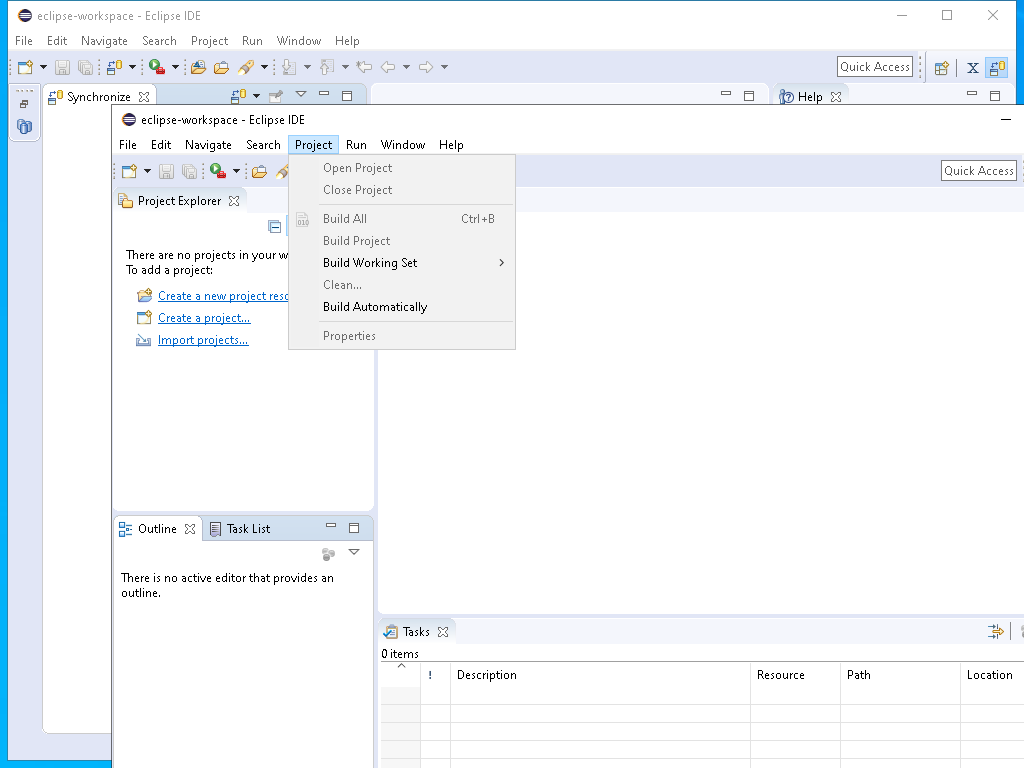 eclipse-workspace - Eclipse IDE
File Edit Navigate Search Project Run Window Help
Quick Access
Synchronize
Help
eclipse-workspace - Eclipse IDE
File Edit Navigate Search Project Run Window Help
Quick Access
Project Explorer
Open Project
Close Project
Build All Ctrl+B
Build Project
Build Working Set
Clean...
Build Automatically
Properties
There are no projects in your w
To add a project:
Create a new project reso
Create a project...
Import projects...
Outline Task List
There is no active editor that provides an
outline.
Tasks
0 items
! Description Resource Path Location